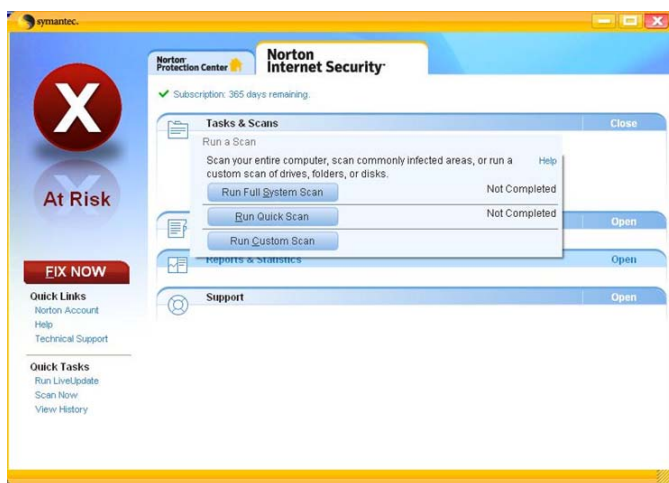 symantec.
Norton
Protection Center
Norton
Internet Security
Subscription: 365 days remaining.
X
At Risk
FIX NOW
Quick Links
Norton Account
Help
Technical Support
Quick Tasks
Run LiveUpdate
Scan Now
View History
Tasks & Scans Close
Run a Scan
Scan your entire computer, scan commonly infected areas, or run a Help
custom scan of drives, folders, or disks.
Run Full System Scan Not Completed
Run Quick Scan Not Completed
Run Custom Scan
Open
Reports & Statistics Open
Support Open